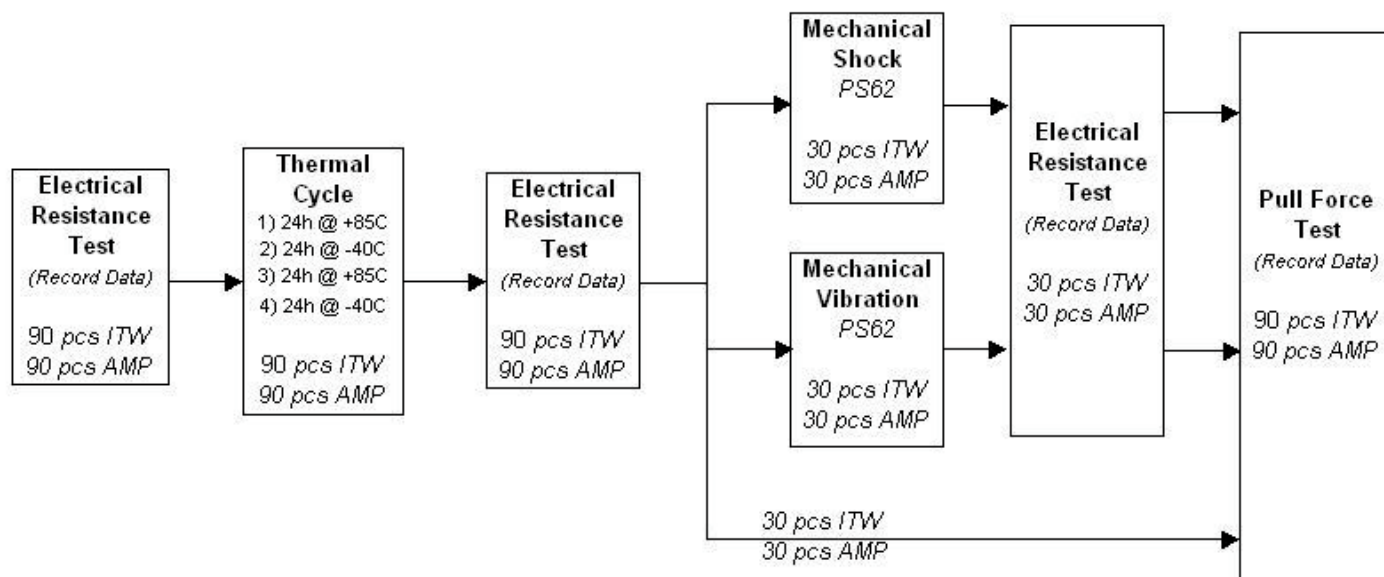 Electrical
Resistance
Test
(Record Data)
90 pcs ITW
90 pcs AMP
Thermal
Cycle
1) 24h @ +85C
2) 24h @ -40C
3) 24h @ +85C
4) 24h @ -40C
90 pcs ITW
90 pcs AMP
Electrical
Resistance
Test
(Record Data)
90 pcs ITW
90 pcs AMP
Mechanical
Shock
PS62
30 pcs ITW
30 pcs AMP
Mechanical
Vibration
PS62
30 pcs ITW
30 pcs AMP
Electrical
Resistance
Test
(Record Data)
30 pcs ITW
30 pcs AMP
30 pcs ITW
30 pcs AMP
Pull Force
Test
(Record Data)
90 pcs ITW
90 pcs AMP